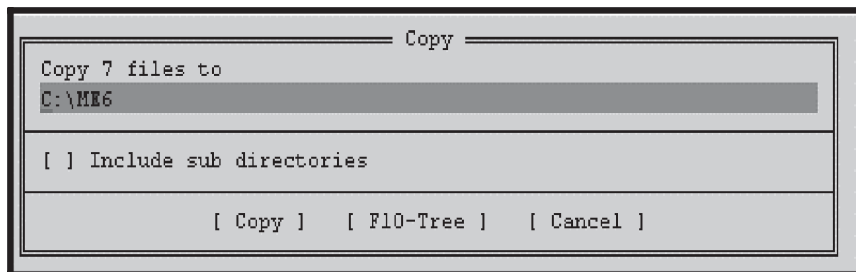 Copy
Copy 7 files to
C:\ME6
[ ] Include sub directories
[ Copy ] [ F10-Tree ] [ Cancel ]